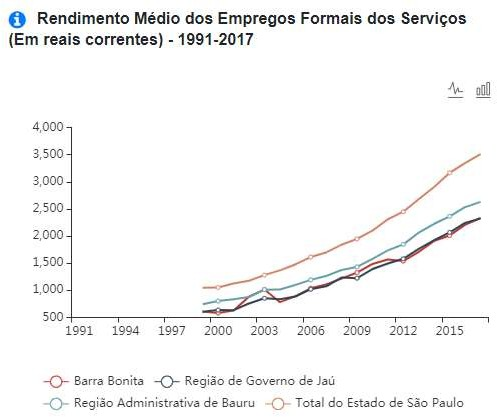 Rendimento Médio dos Empregos Formais dos Serviços
(Em reais correntes) - 1991-2017
4,000
3,500
3,000
2,500
2,000
1,500
1,000
500
1991 1994 1997 2000 2003 2006 2009 2012 2015
Barra Bonita Região de Governo de Jaú
Região Administrativa de Bauru Total do Estado de São Paulo